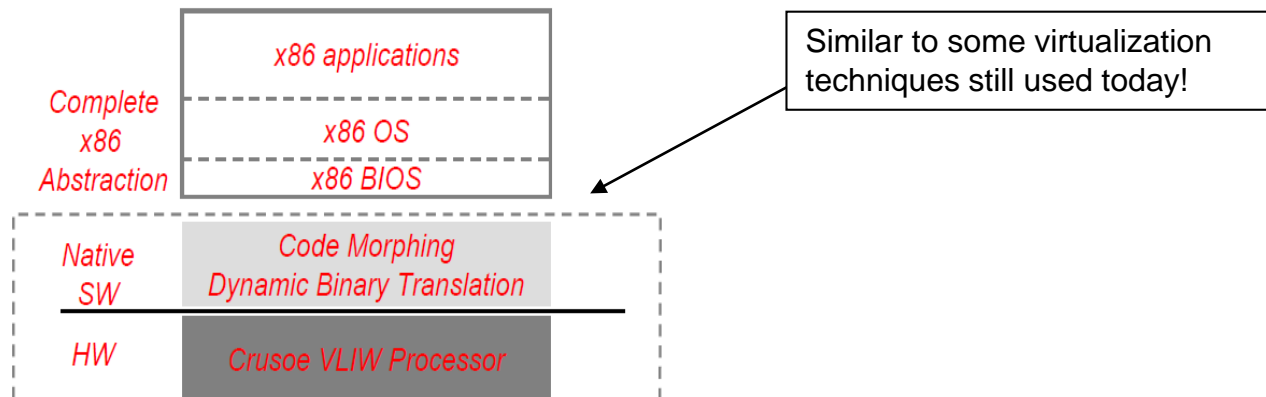 x86 applications
Similar to some virtualization
techniques still used today!
Complete
x86
Abstraction
x86 OS
x86 BIOS
Native
SW
Code Morphing
Dynamic Binary Translation
HW
Crusoe VLIW Processor